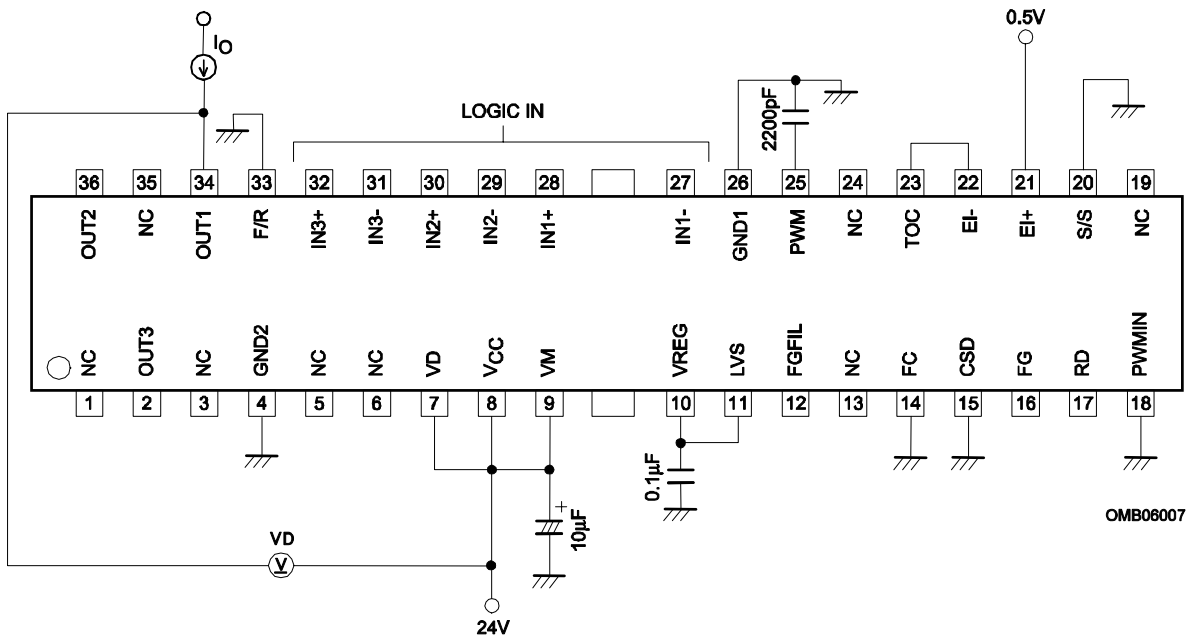 0.5V
IO
LOGIC IN
2200pF
36 35 34 33 32 31 30 29 28 27 26 25 24 23 22 21 20 19
OUT2 NC OUT1 F/R IN3+ IN3- IN2+ IN2- IN1+ IN1- GND1 PWM NC TOC EI- EI+ S/S NC
NC OUT3 NC GND2 NC NC VD VCC VM VREG LVS FGFIL NC FC CSD FG RD PWMIN
1 2 3 4 5 6 7 8 9 10 11 12 13 14 15 16 17 18
0.1µF
+
10µF
OMB06007
VD
V
24V